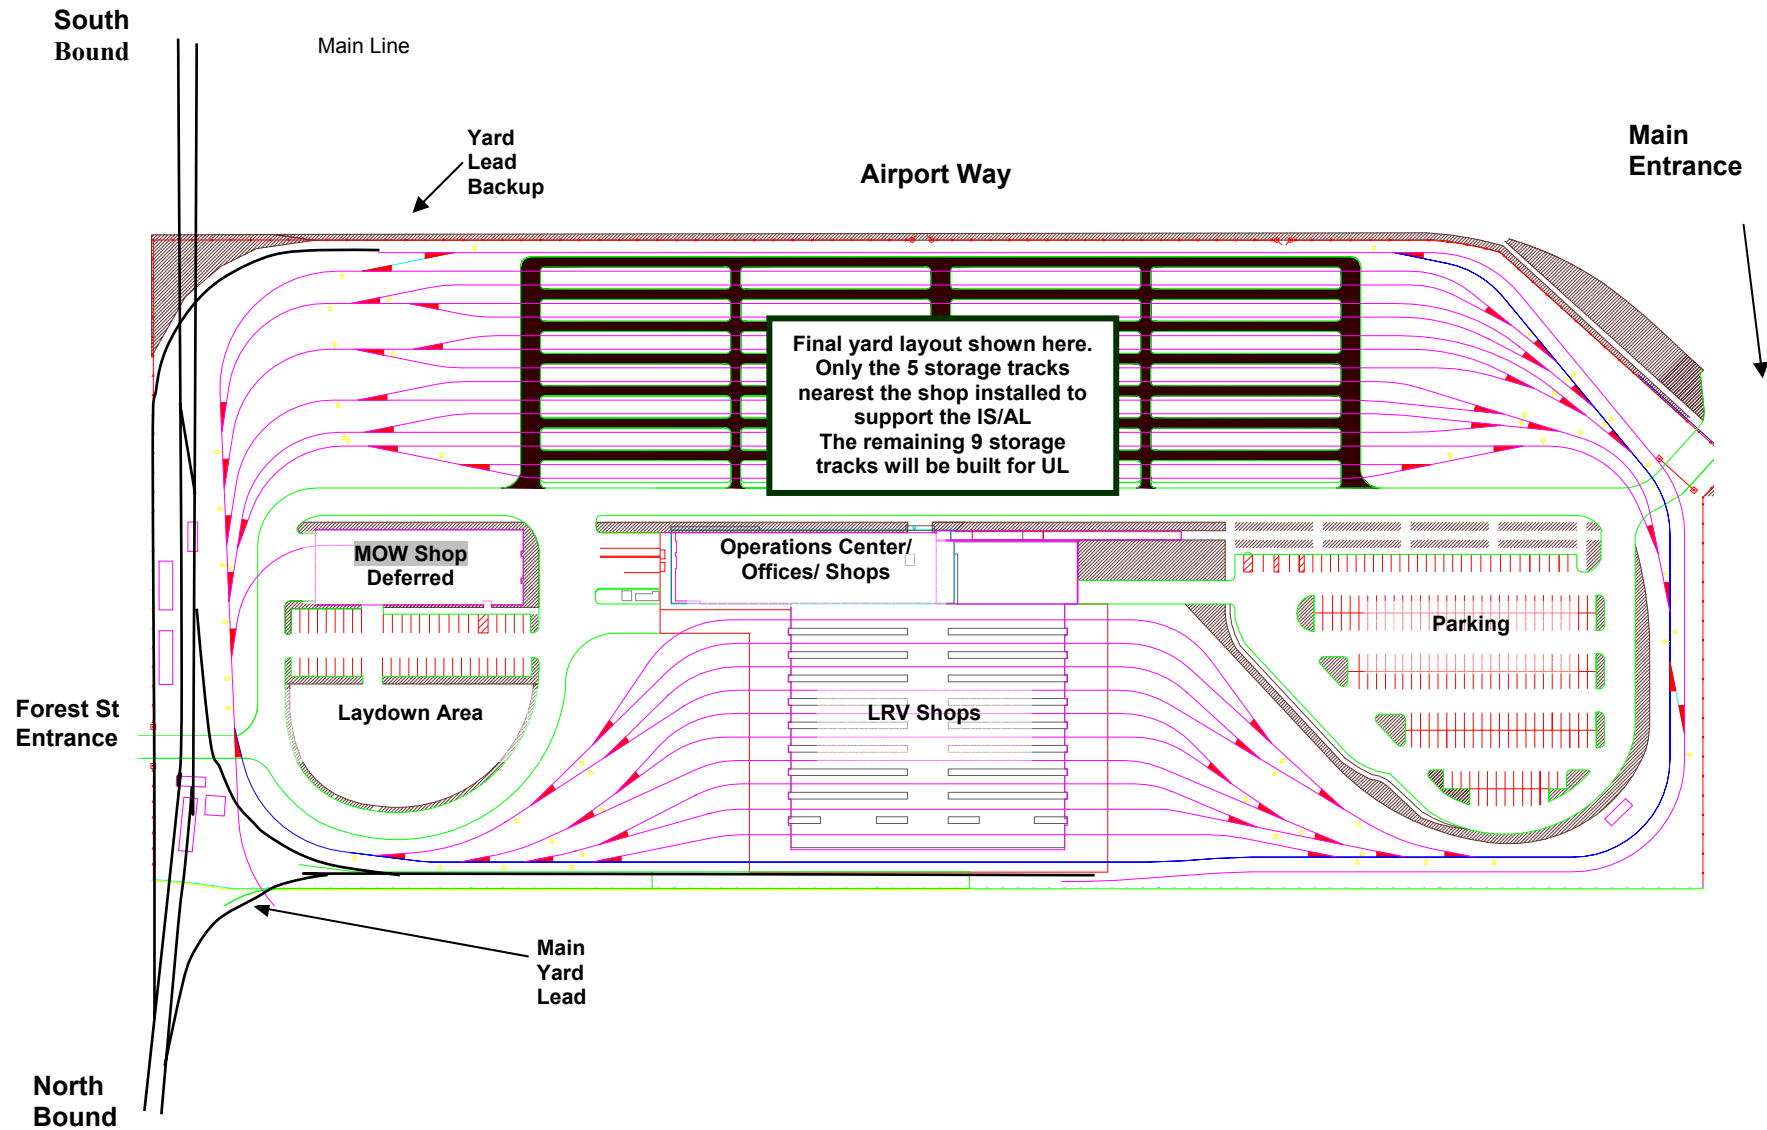 South
Bound
Main Line
Yard
Lead
Backup
Airport Way
Main
Entrance
Final yard layout shown here.
Only the 5 storage tracks
nearest the shop installed to
support the IS/AL
The remaining 9 storage
tracks will be built for UL
MOW Shop
Deferred
Operations Center/
Offices/ Shops
Parking
Forest St
Entrance
Laydown Area
LRV Shops
Main
Yard
Lead
North
Bound